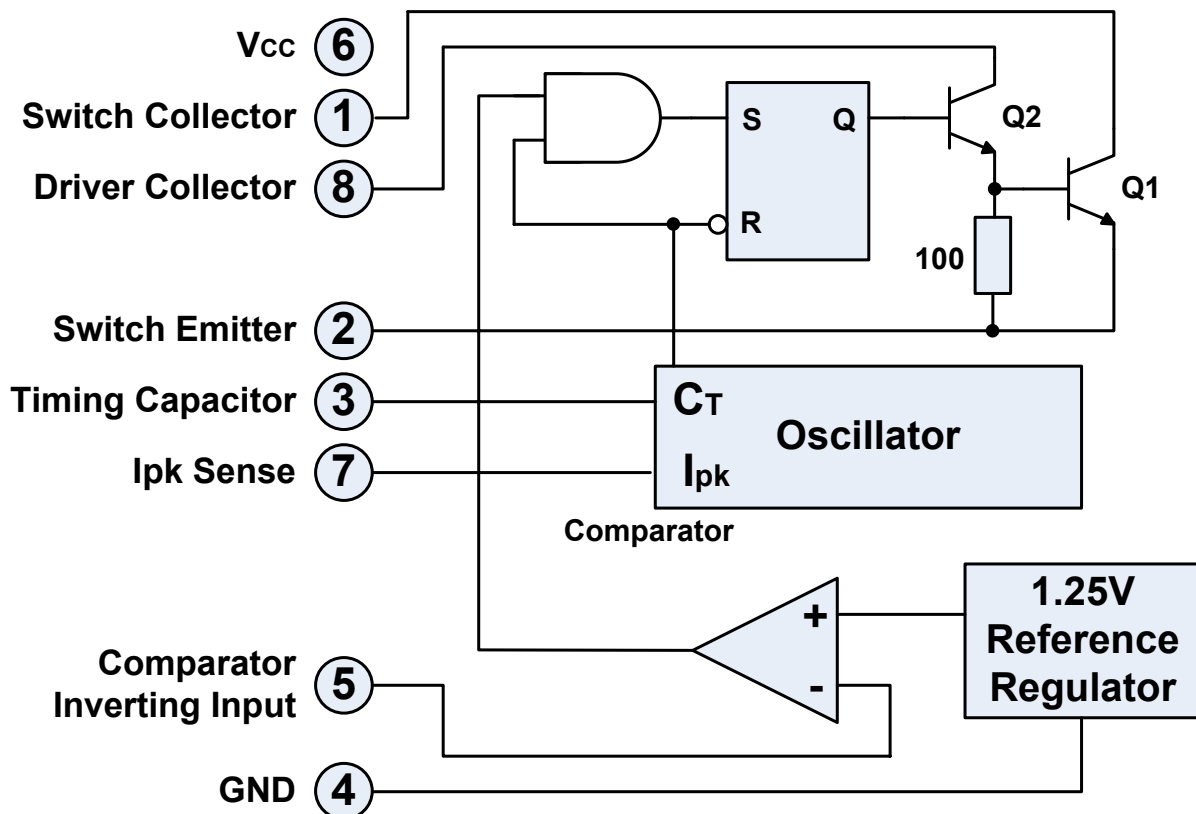 Vcc 6
Switch Collector 1
Driver Collector 8
Switch Emitter 2
Timing Capacitor 3
Ipk Sense 7
Comparator
Inverting Input 5
GND 4
S Q
R
Q2
Q1
100
CT
Ipk
Oscillator
Comparator
+
-
1.25V
Reference
Regulator